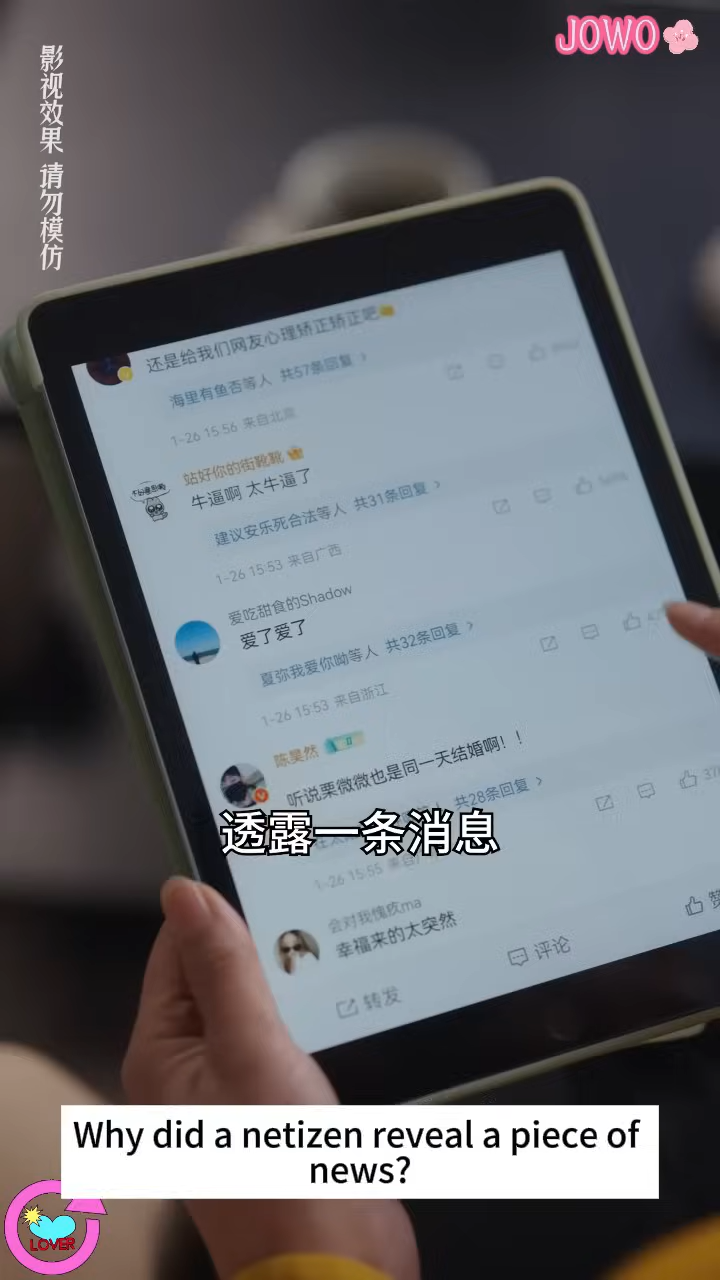 JOWO
影视效果 请勿模仿
还是给我们网友心理矫正矫正吧
海里有鱼否等人 共57条回复 >
1-26 15:56 来自北京
站好你的街靴靴
牛逼啊 太牛逼了
建议安乐死合法等人 共31条回复 >
1-26 15:53 来自广西
爱吃甜食的Shadow
爱了爱了
夏弥我爱你呦等人 共32条回复 >
1-26 15:53 来自浙江
陈昊然
听说栗微微也是同一天结婚啊！！
共28条回复 >
透露一条消息
1-26 15:55
会对我愧疚ma
幸福来的太突然
转发
评论
赞
Why did a netizen reveal a piece of
news?
LOVER